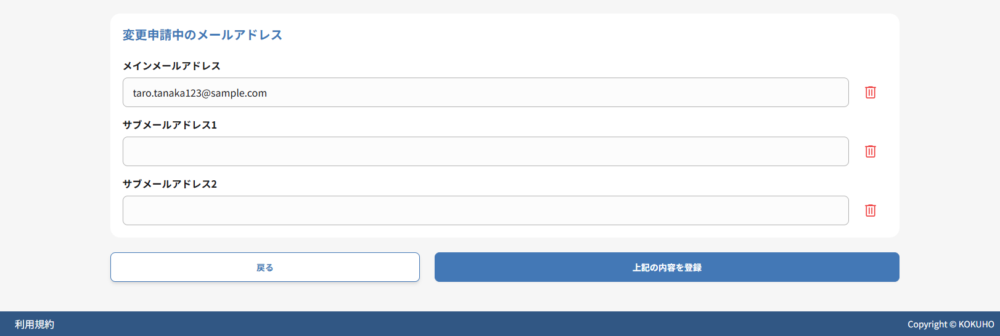 変更申請中のメールアドレス
メインメールアドレス
taro.tanaka123@sample.com
サブメールアドレス1
サブメールアドレス2
戻る
上記の内容を登録
利用規約
Copyright © KOKUHO